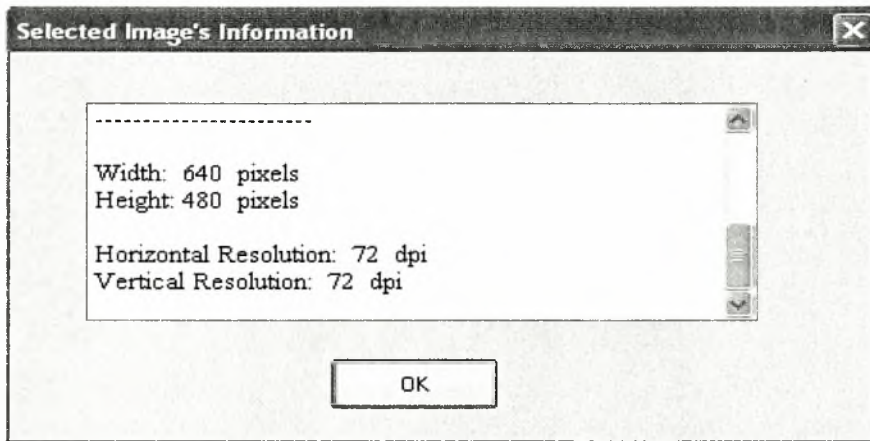 Selected Image's Information
-----------------------
Width: 640 pixels
Height: 480 pixels
Horizontal Resolution: 72 dpi
Vertical Resolution: 72 dpi
OK